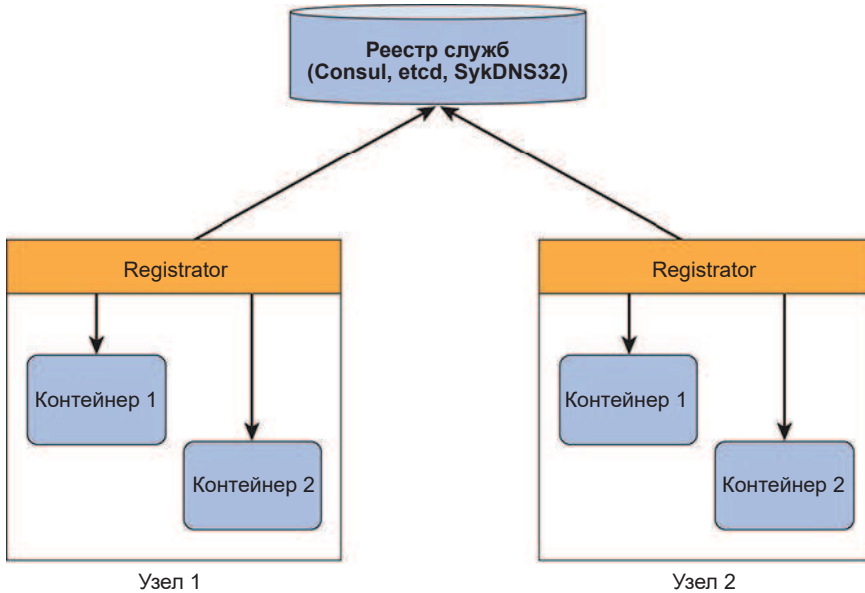 Реестр служб
(Consul, etcd, SykDNS32)
Registrator
Контейнер 1
Контейнер 2
Узел 1
Registrator
Контейнер 1
Контейнер 2
Узел 2